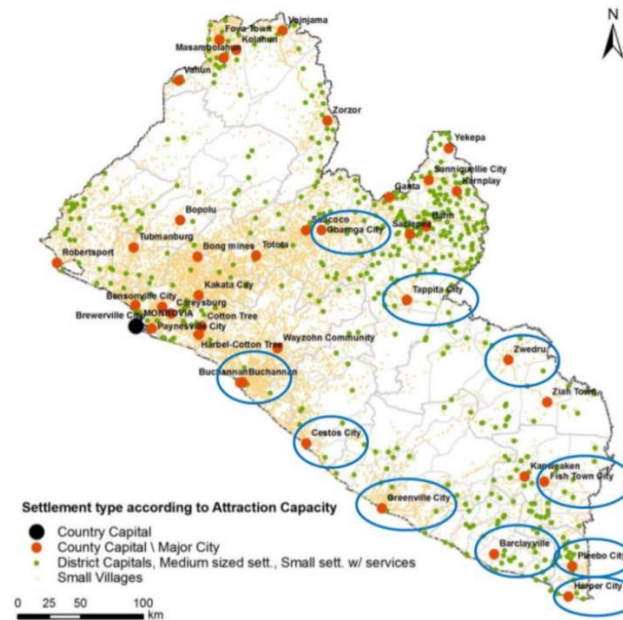 Foya Town
Voinjama
Kolahun
Masambolahun
Vahun
N
Zorzor
Yekepa
Sanniquellie City
Karnplay
Ganta
Bahn
Saclepea
Suacoco
Gbarnga City
Bopolu
Tubmanburg
Bong mines
Totota
Robertsport
Kakata City
Tappita City
Bensonville City
Careysburg
Brewerville City
MONROVIA
Cotton Tree
Paynesville City
Harbel-Cotton Tree
Wayzohn Community
Zwedru
Buchannan
Buchannan
Ziah Town
Cestos City
Kanweaken
Fish Town City
Greenville City
Barclayville
Pleebo City
Harper City
Settlement type according to Attraction Capacity
Country Capital
County Capital \ Major City
District Capitals, Medium sized sett., Small sett. w/ services
Small Villages
0 25 50 100
km